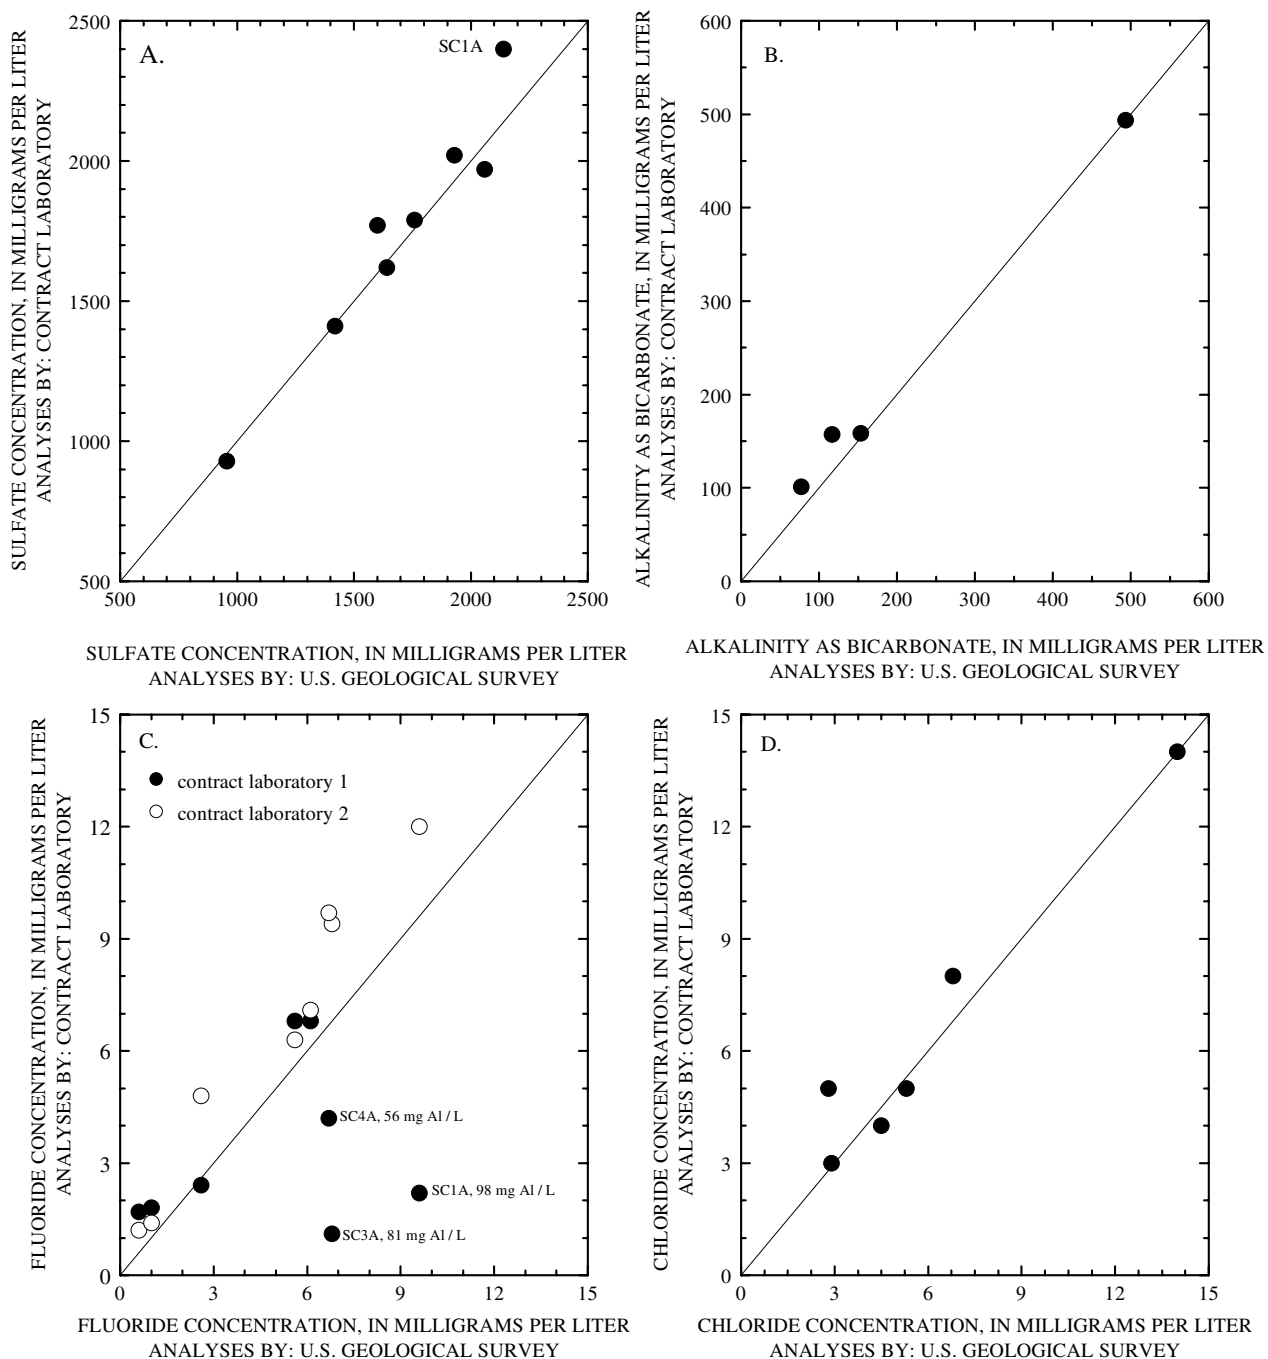 SULFATE CONCENTRATION, IN MILLIGRAMS PER LITER
ANALYSES BY: CONTRACT LABORATORY
2500
2000
1500
1000
500
A.
SC1A
500 1000 1500 2000 2500
SULFATE CONCENTRATION, IN MILLIGRAMS PER LITER
ANALYSES BY: U.S. GEOLOGICAL SURVEY
ALKALINITY AS BICARBONATE, IN MILLIGRAMS PER LITER
ANALYSES BY: CONTRACT LABORATORY
600
500
400
300
200
100
0
B.
0 100 200 300 400 500 600
ALKALINITY AS BICARBONATE, IN MILLIGRAMS PER LITER
ANALYSES BY: U.S. GEOLOGICAL SURVEY
FLUORIDE CONCENTRATION, IN MILLIGRAMS PER LITER
ANALYSES BY: CONTRACT LABORATORY
15
12
9
6
3
0
C.
contract laboratory 1
contract laboratory 2
SC4A, 56 mg Al / L
SC1A, 98 mg Al / L
SC3A, 81 mg Al / L
0 3 6 9 12 15
FLUORIDE CONCENTRATION, IN MILLIGRAMS PER LITER
ANALYSES BY: U.S. GEOLOGICAL SURVEY
CHLORIDE CONCENTRATION, IN MILLIGRAMS PER LITER
ANALYSES BY: CONTRACT LABORATORY
15
12
9
6
3
0
D.
0 3 6 9 12 15
CHLORIDE CONCENTRATION, IN MILLIGRAMS PER LITER
ANALYSES BY: U.S. GEOLOGICAL SURVEY